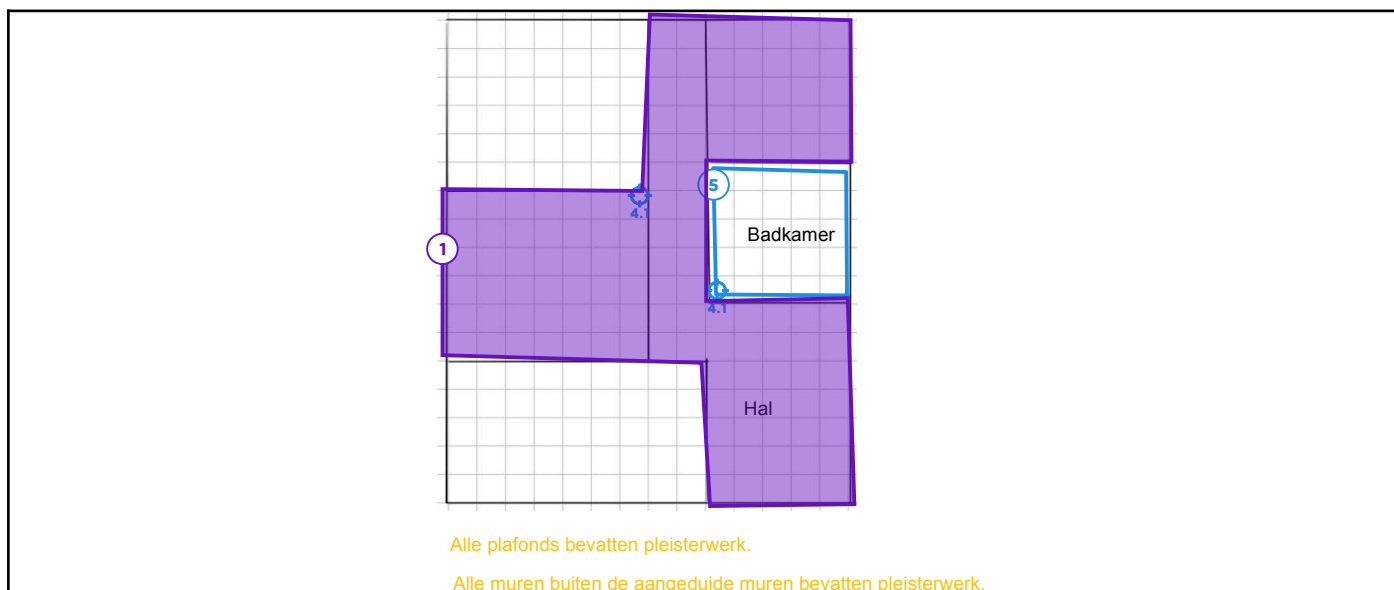 5
4.1
Badkamer
1
4.1
Hal
Alle plafonds bevatten pleisterwerk.
Alle muren buiten de aangeduide muren bevatten pleisterwerk.